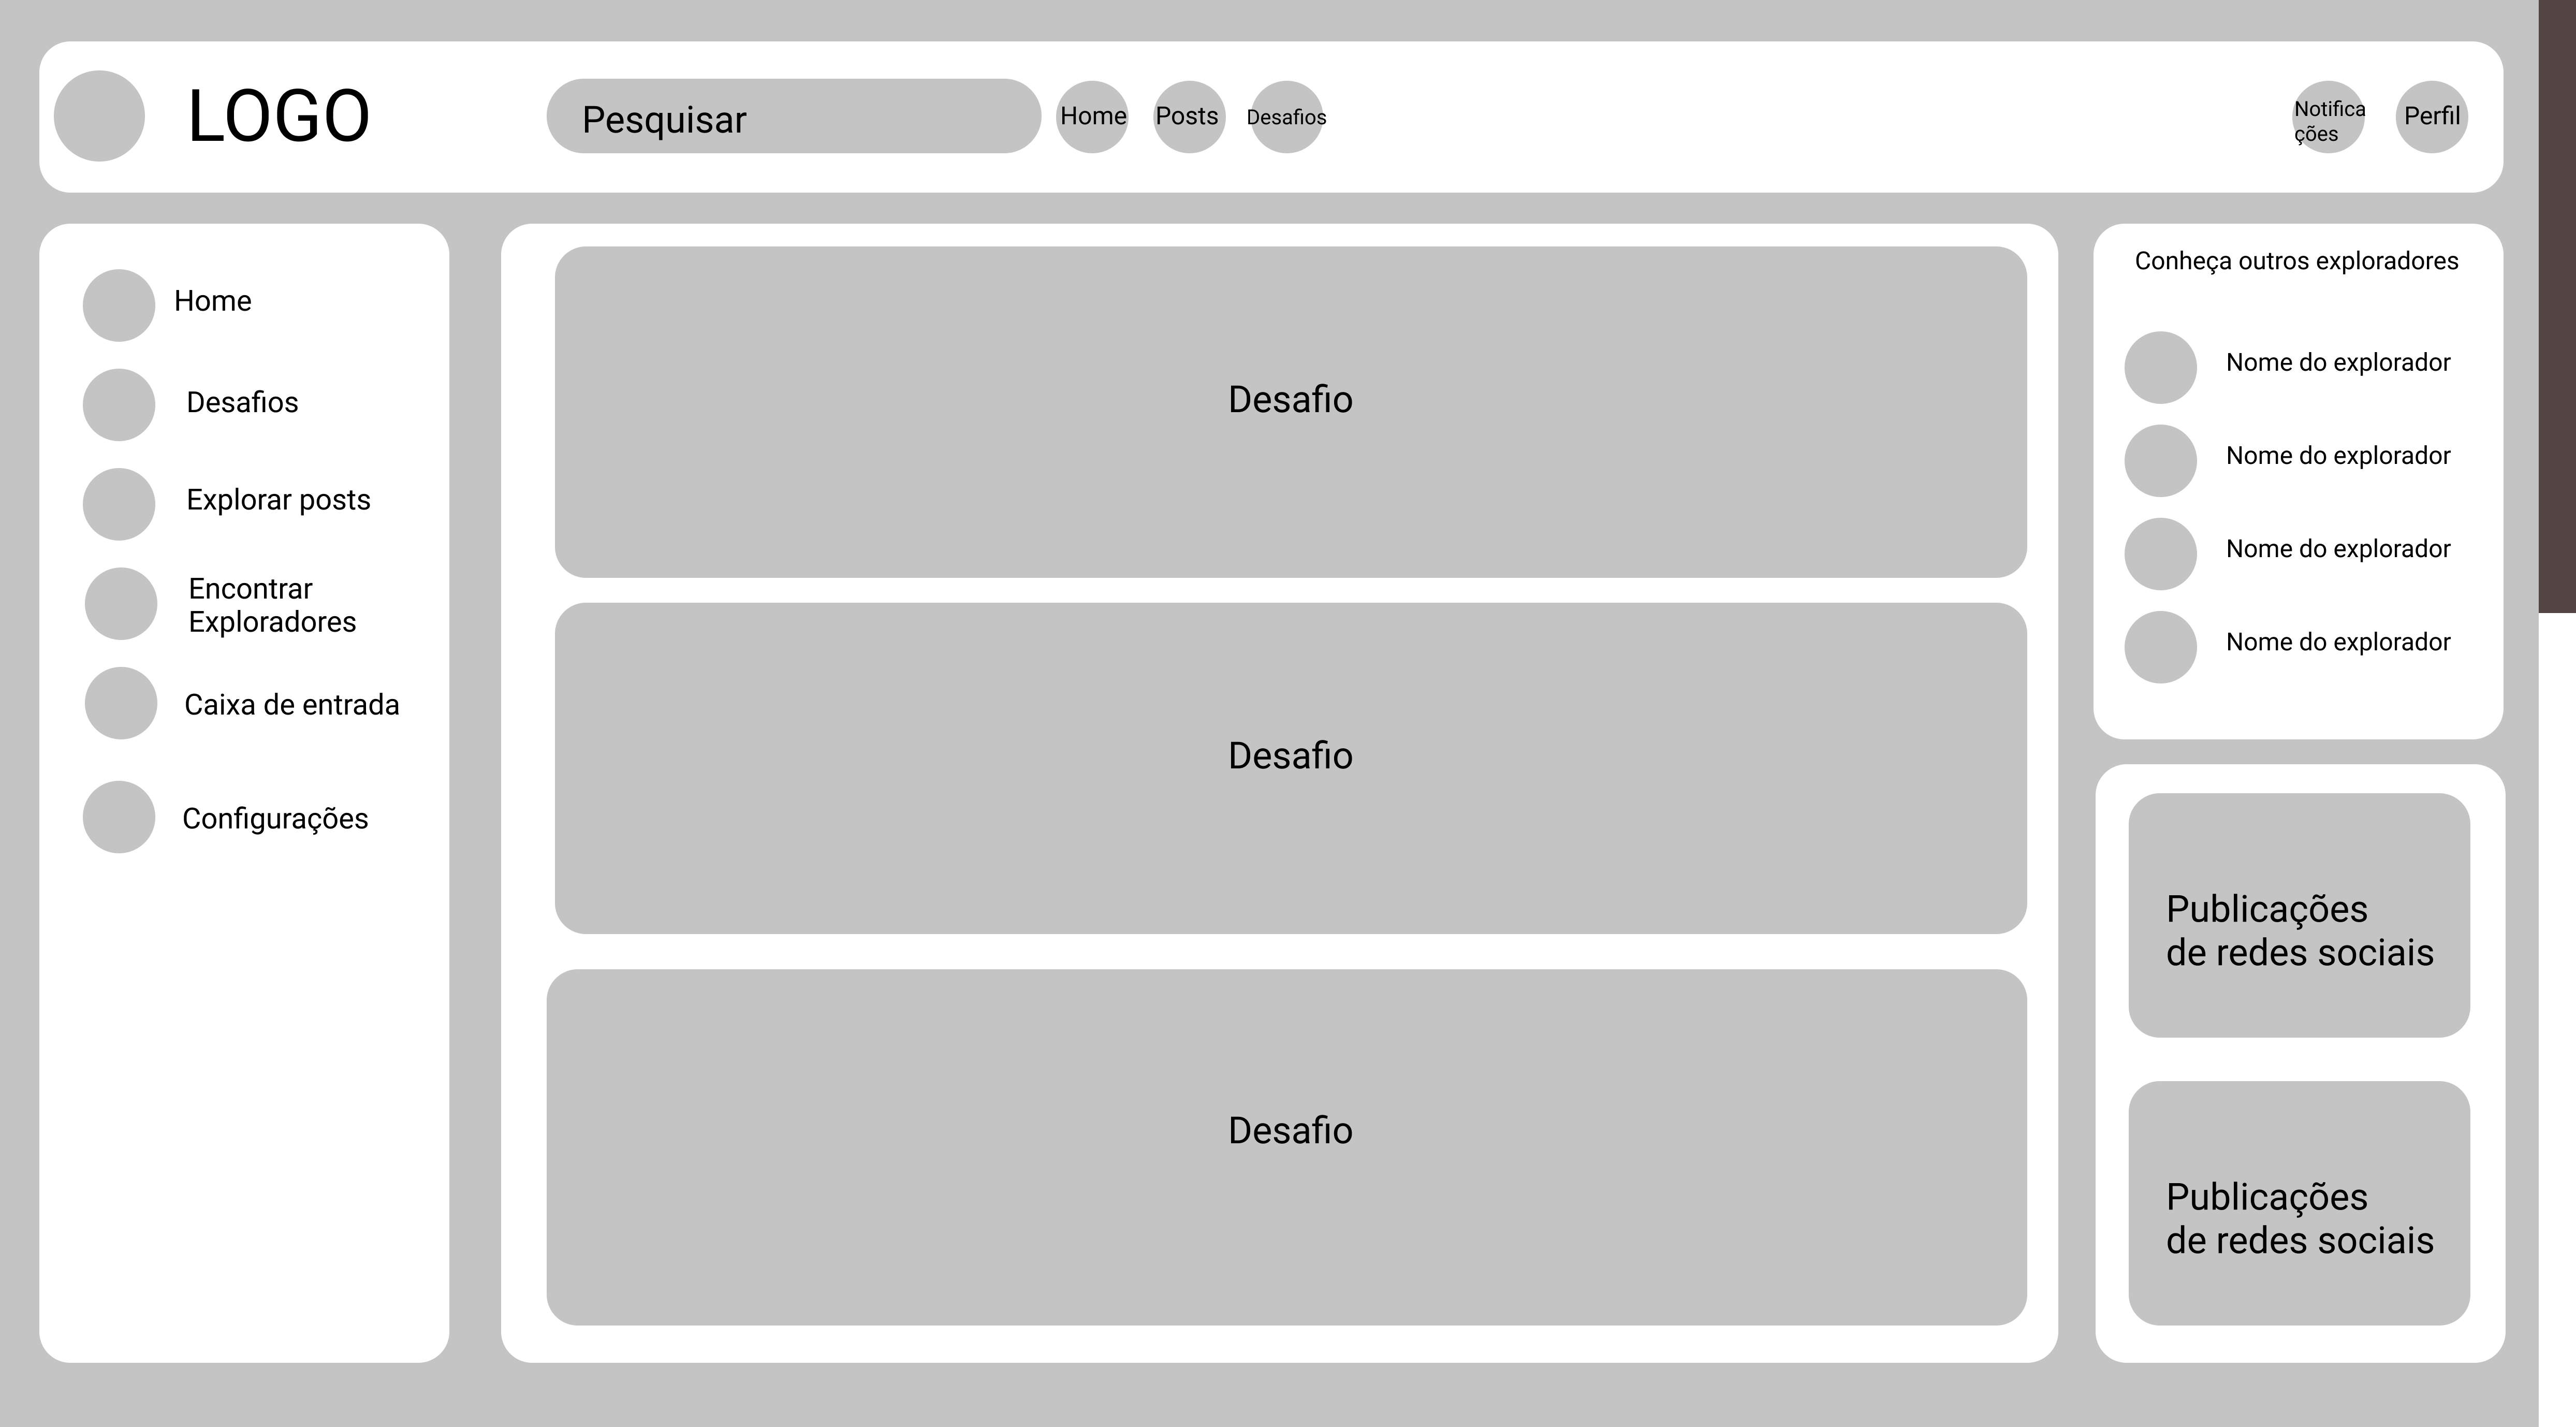 LOGO
Pesquisar
Home
Posts
Desafios
Notifica
ções
Perfil
Home
Desafios
Explorar posts
Encontrar
Exploradores
Caixa de entrada
Configurações
Desafio
Desafio
Desafio
Conheça outros exploradores
Nome do explorador
Nome do explorador
Nome do explorador
Nome do explorador
Publicações
de redes sociais
Publicações
de redes sociais